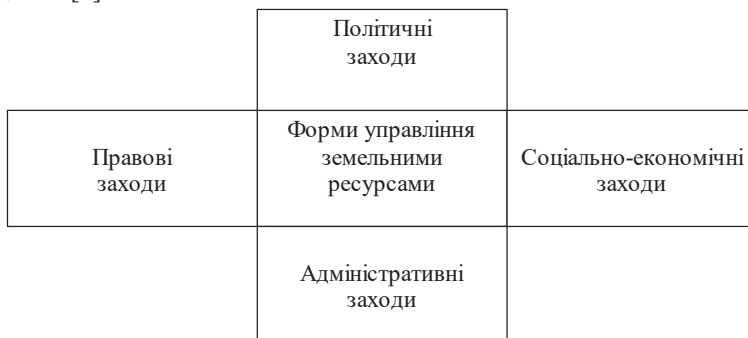 Політичні
заходи
Правові
заходи
Форми управління
земельними
ресурсами
Соціально-економічні
заходи
Адміністративні
заходи